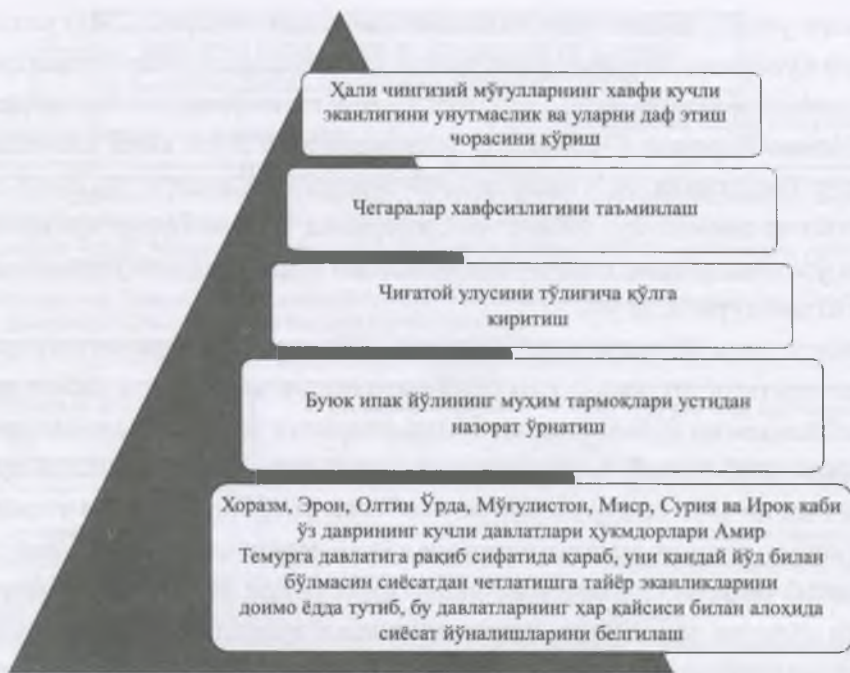 Ҳали чингизий мўғулларнинг хавфи кучли
эканлигини унутмаслик ва уларни даф этиш
чорасини кўриш
Чегаралар хавфсизлигини таъминлаш
Чиғатой улусини тўлиғича қўлга
киритиш
Буюк ипак йўлининг муҳим тармоқлари устидан
назорат ўрнатиш
Хоразм, Эрон, Олтин Ўрда, Мўғулистон, Миср, Сурия ва Ироқ каби
ўз даврининг кучли давлатлари ҳукмдорлари Амир
Темурга давлатига рақиб сифатида қараб, уни қандай йўл билан
бўлмасин сиёсатдан четлатишга тайёр эканликларини
доимо ёдда тутиб, бу давлатларнинг ҳар қайсиси билан алоҳида
сиёсат йўналишларини белгилаш